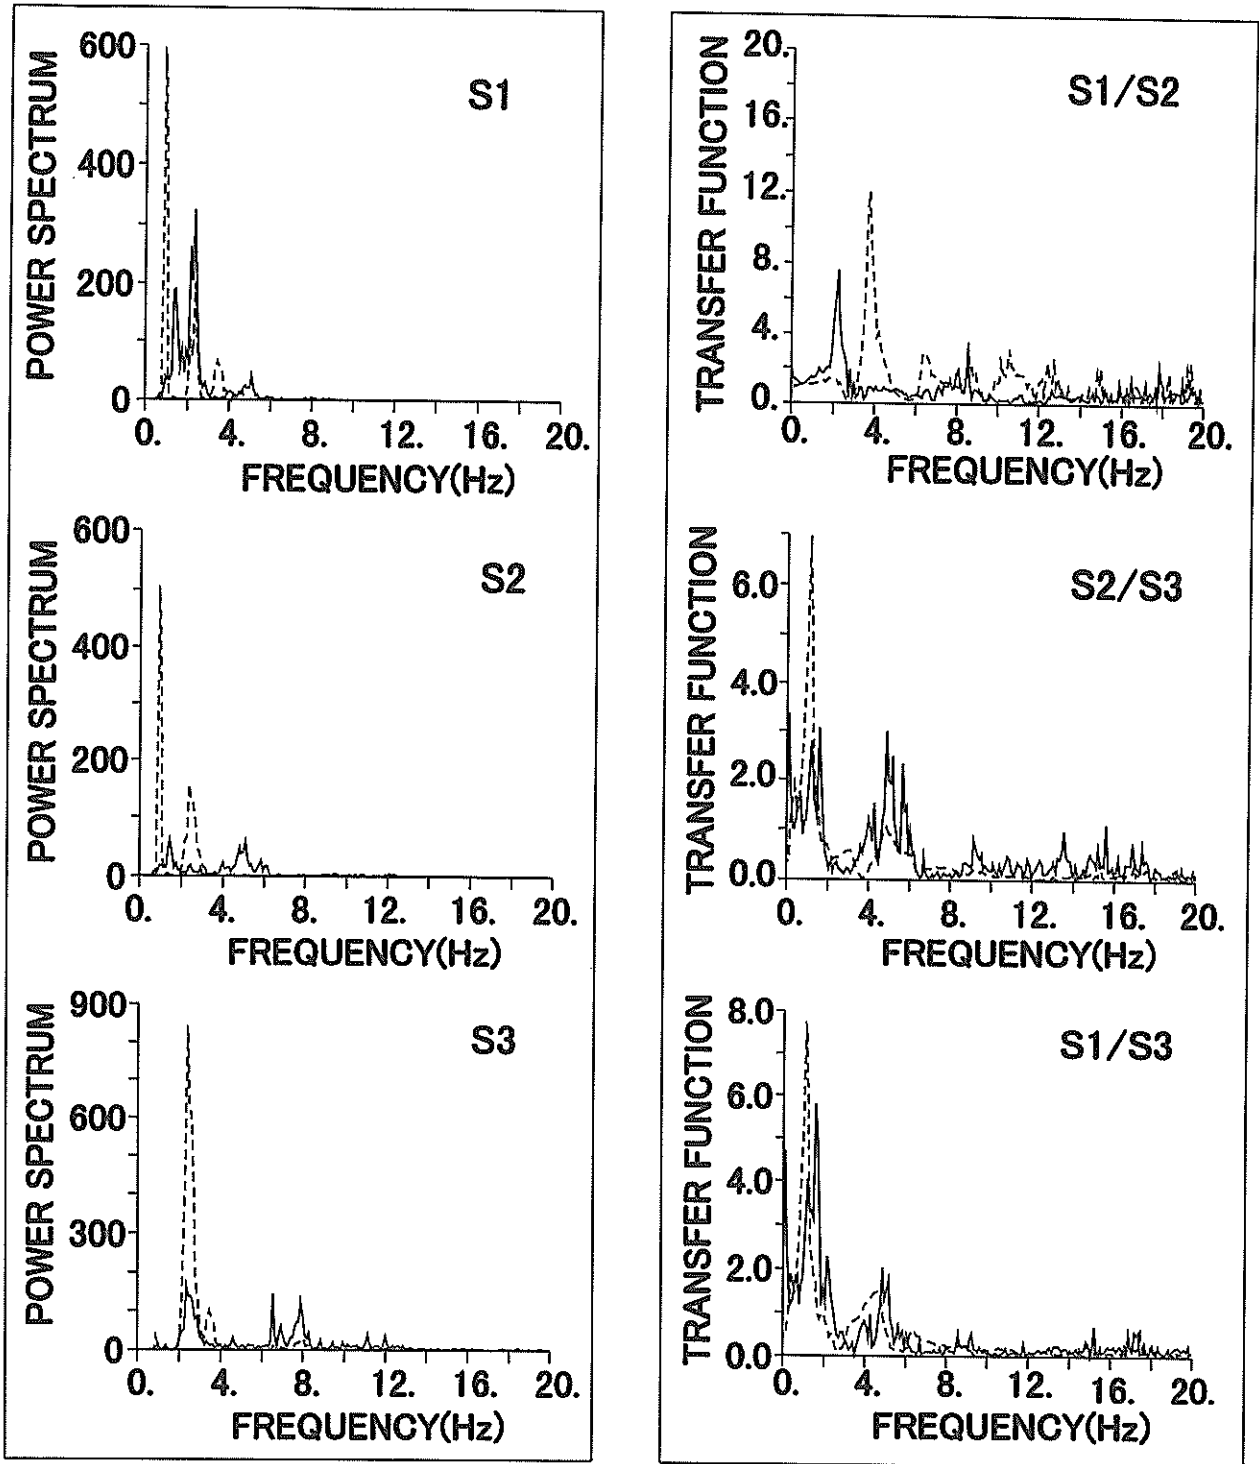 S1
POWER SPECTRUM
600
400
200
0
0. 4. 8. 12. 16. 20.
FREQUENCY(Hz)
S2
POWER SPECTRUM
600
400
200
0
0. 4. 8. 12. 16. 20.
FREQUENCY(Hz)
S3
POWER SPECTRUM
900
600
300
0
0. 4. 8. 12. 16. 20.
FREQUENCY(Hz)
S1/S2
TRANSFER FUNCTION
20.
16.
12.
8.
4.
0.
0. 4. 8. 12. 16. 20.
FREQUENCY(Hz)
S2/S3
TRANSFER FUNCTION
6.0
4.0
2.0
0.0
0. 4. 8. 12. 16. 20.
FREQUENCY(Hz)
S1/S3
TRANSFER FUNCTION
8.0
6.0
4.0
2.0
0.0
0. 4. 8. 12. 16. 20.
FREQUENCY(Hz)